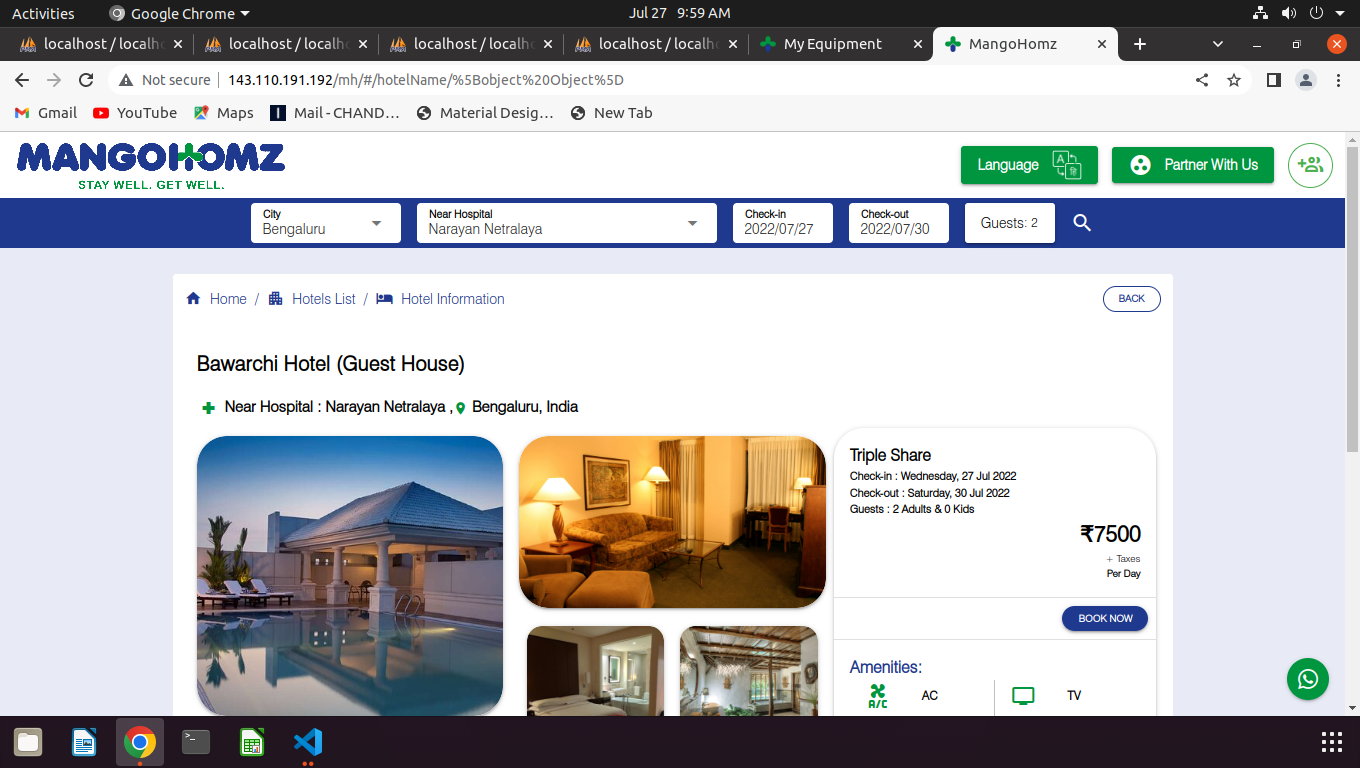 Activities
Google Chrome
Jul 27 9:59 AM
localhost / localh
localhost / localh
localhost / localh
localhost / localh
My Equipment
MangoHomz
Not secure
143.110.191.192/mh/#/hotelName/%5Bobject%20Object%5D
Gmail
YouTube
Maps
Mail - CHAND...
Material Desig...
New Tab
MANGOHOMZ
STAY WELL. GET WELL.
Language
Partner With Us
City
Bengaluru
Near Hospital
Narayan Netralaya
Check-in
2022/07/27
Check-out
2022/07/30
Guests: 2
Home / Hotels List / Hotel Information
BACK
Bawarchi Hotel (Guest House)
Near Hospital : Narayan Netralaya , Bengaluru, India
Triple Share
Check-in : Wednesday, 27 Jul 2022
Check-out : Saturday, 30 Jul 2022
Guests : 2 Adults & 0 Kids
₹7500
+ Taxes
Per Day
BOOK NOW
Amenities:
A/C
AC
TV